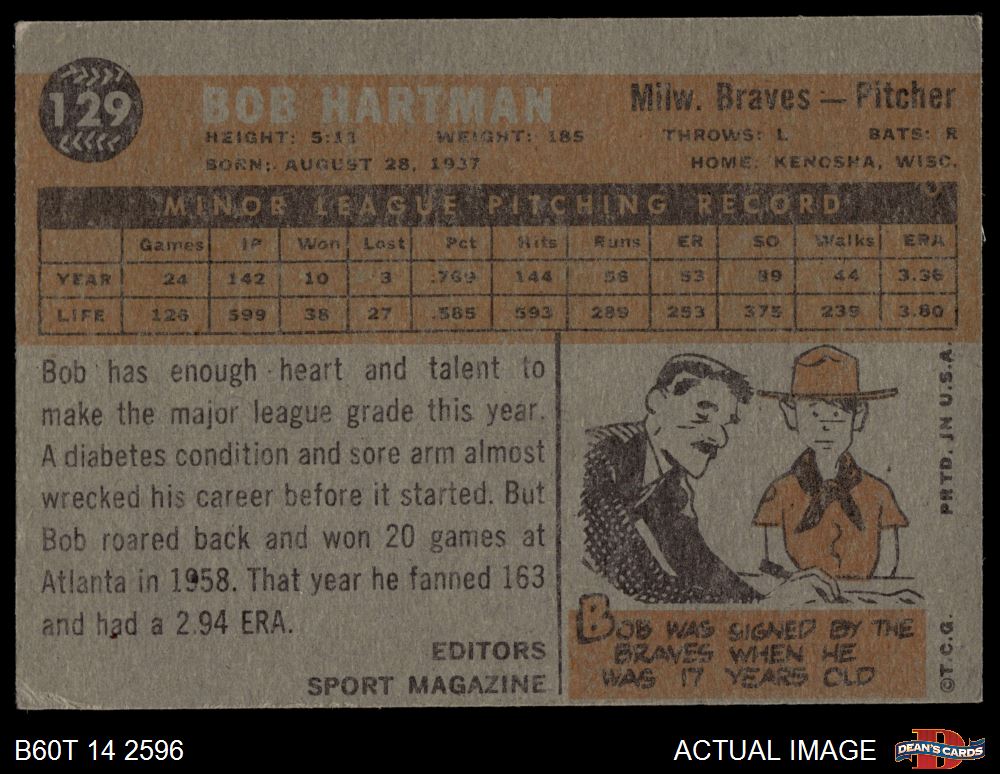 129
BOB HARTMAN
Milw. Braves — Pitcher
HEIGHT: 5:11 WEIGHT: 185 THROWS: L BATS: R
BORN: AUGUST 28, 1937 HOME: KENOSHA, WISC.
MINOR LEAGUE PITCHING RECORD
Games IP Won Lost Pct Hits Runs ER SO Walks ERA
YEAR 24 142 10 3 .769 144 56 53 89 44 3.36
LIFE 126 599 38 27 .585 593 289 253 375 239 3.80
Bob has enough heart and talent to
make the major league grade this year.
A diabetes condition and sore arm almost
wrecked his career before it started. But
Bob roared back and won 20 games at
Atlanta in 1958. That year he fanned 163
and had a 2.94 ERA.
EDITORS
SPORT MAGAZINE
BOB WAS SIGNED BY THE
BRAVES WHEN HE
WAS 17 YEARS OLD
©T.C.G. PRTD. IN U.S.A.
B60T 14 2596
ACTUAL IMAGE
D
DEAN'S CARDS